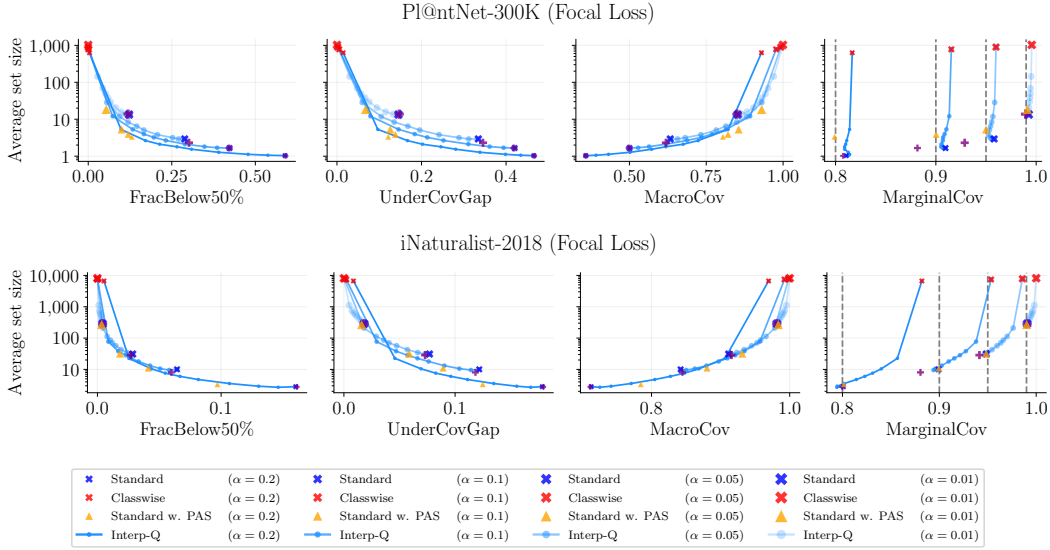 Pl@ntNet-300K (Focal Loss)
Average set size
1,000
100
10
1
0.00 0.25 0.50
FracBelow50%
0.0 0.2 0.4
UnderCovGap
0.50 0.75 1.00
MacroCov
0.8 0.9 1.0
MarginalCov
iNaturalist-2018 (Focal Loss)
Average set size
10,000
1,000
100
10
0.0 0.1
FracBelow50%
0.0 0.1
UnderCovGap
0.8 1.0
MacroCov
0.8 0.9 1.0
MarginalCov
Standard (α = 0.2) Standard (α = 0.1) Standard (α = 0.05) Standard (α = 0.01)
Classwise (α = 0.2) Classwise (α = 0.1) Classwise (α = 0.05) Classwise (α = 0.01)
Standard w. PAS (α = 0.2) Standard w. PAS (α = 0.1) Standard w. PAS (α = 0.05) Standard w. PAS (α = 0.01)
Interp-Q (α = 0.2) Interp-Q (α = 0.1) Interp-Q (α = 0.05) Interp-Q (α = 0.01)